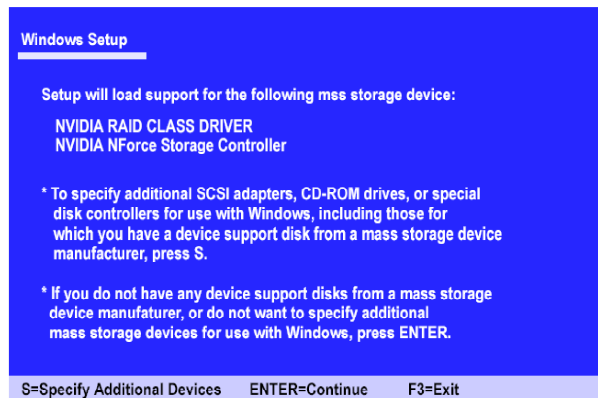 Windows Setup
Setup will load support for the following mss storage device:
NVIDIA RAID CLASS DRIVER
NVIDIA NForce Storage Controller
* To specify additional SCSI adapters, CD-ROM drives, or special
disk controllers for use with Windows, including those for
which you have a device support disk from a mass storage device
manufacturer, press S.
* If you do not have any device support disks from a mass storage
device manufaturer, or do not want to specify additional
mass storage devices for use with Windows, press ENTER.
S=Specify Additional Devices ENTER=Continue F3=Exit